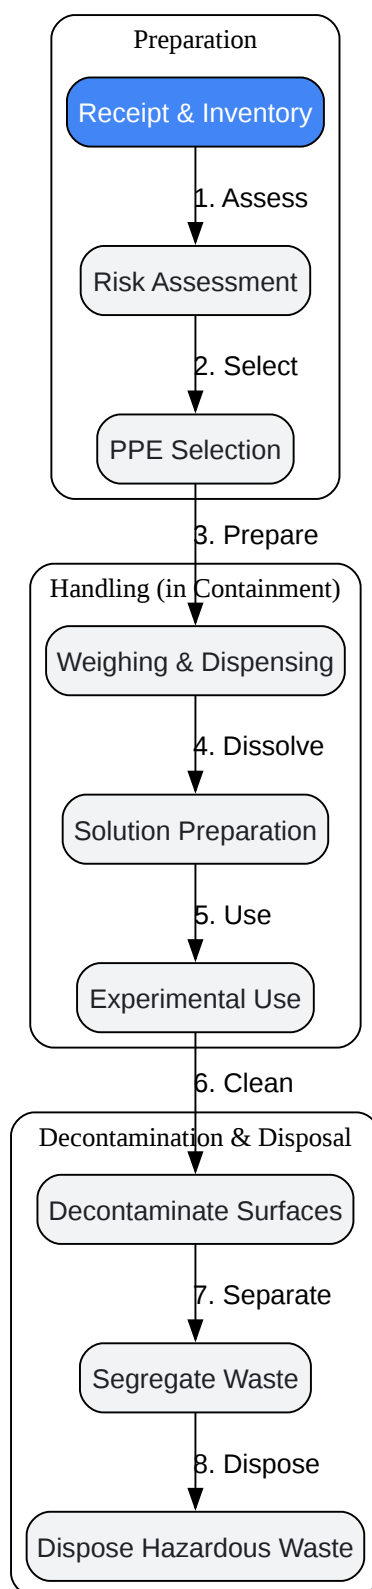 Preparation
Receipt & Inventory
1. Assess
Risk Assessment
2. Select
PPE Selection
3. Prepare
Handling (in Containment)
Weighing & Dispensing
4. Dissolve
Solution Preparation
5. Use
Experimental Use
6. Clean
Decontamination & Disposal
Decontaminate Surfaces
7. Separate
Segregate Waste
8. Dispose
Dispose Hazardous Waste